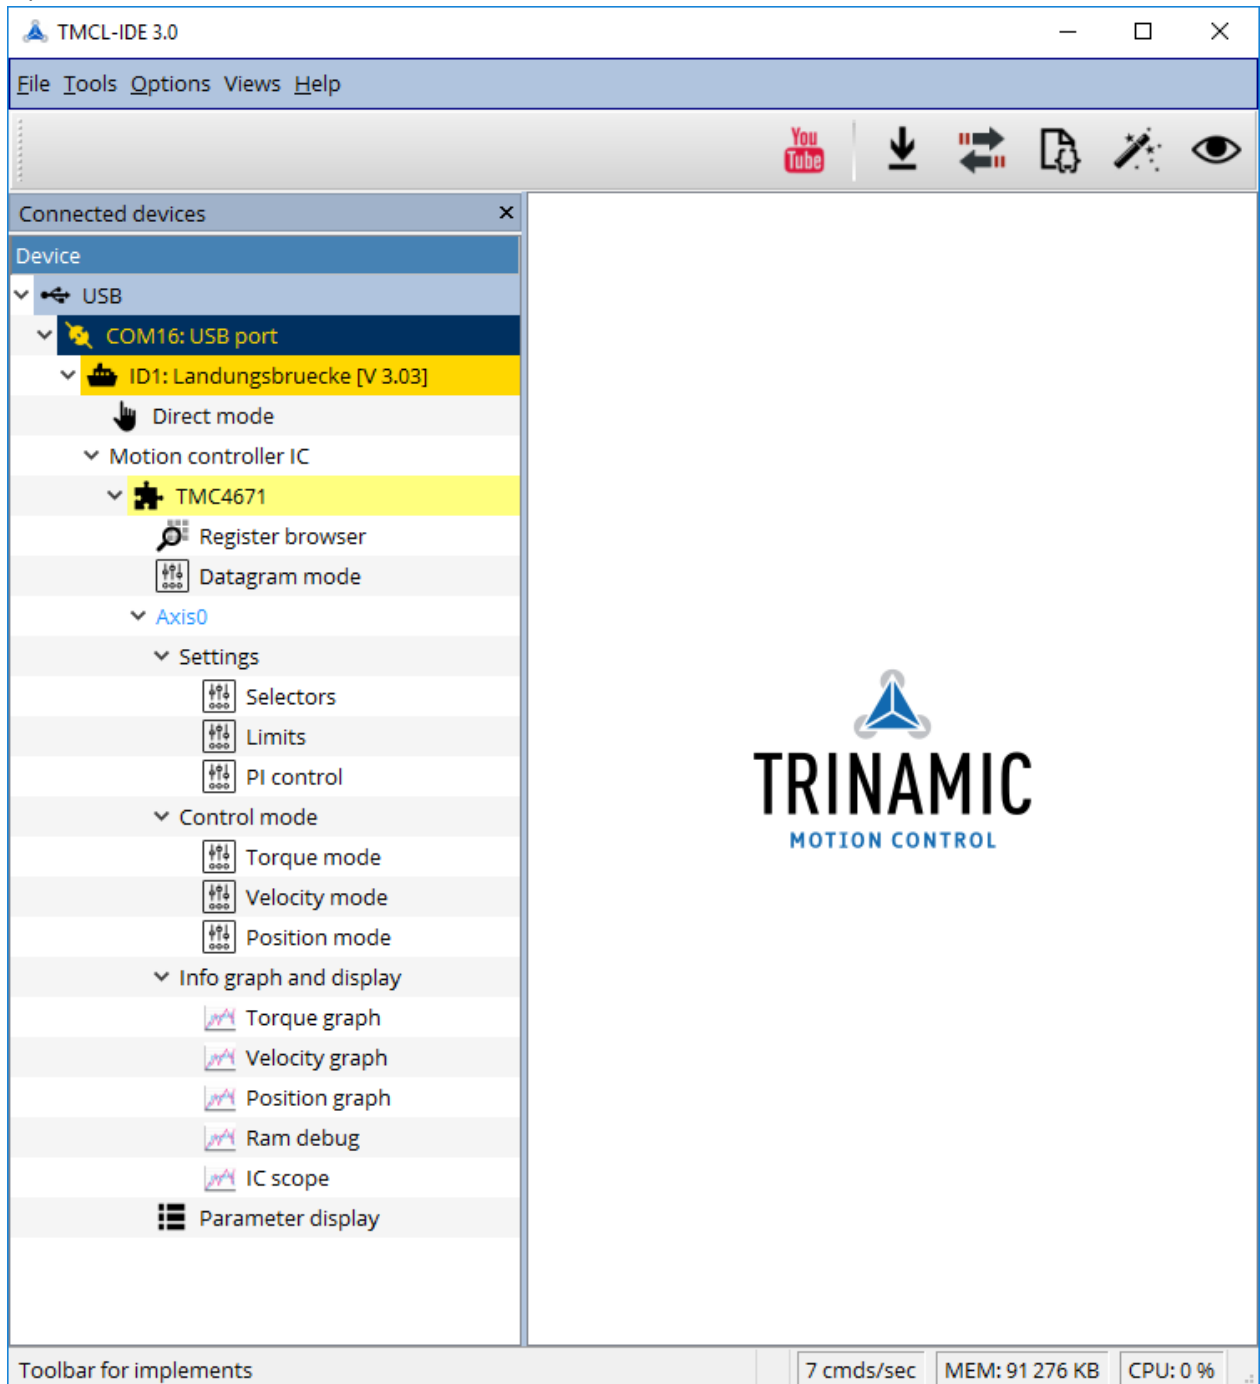 TMCL-IDE 3.0
File Tools Options Views Help
You
Tube
Connected devices
Device
USB
COM16: USB port
ID1: Landungsbruecke [V 3.03]
Direct mode
Motion controller IC
TMC4671
Register browser
Datagram mode
Axis0
Settings
Selectors
Limits
PI control
Control mode
Torque mode
Velocity mode
Position mode
Info graph and display
Torque graph
Velocity graph
Position graph
Ram debug
IC scope
Parameter display
TRINAMIC
MOTION CONTROL
Toolbar for implements 7 cmds/sec MEM: 91 276 KB CPU: 0 %